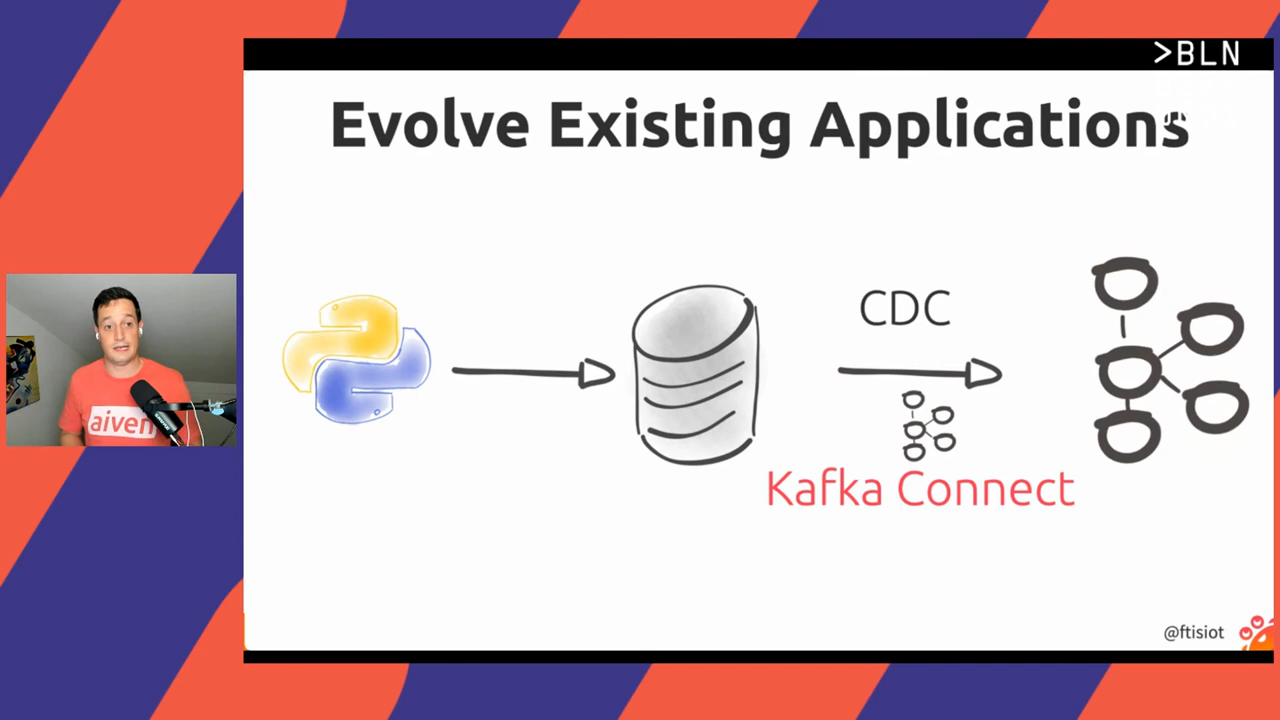 >BLN
Evolve Existing Applications
CDC
Kafka Connect
aiven
@ftisiot